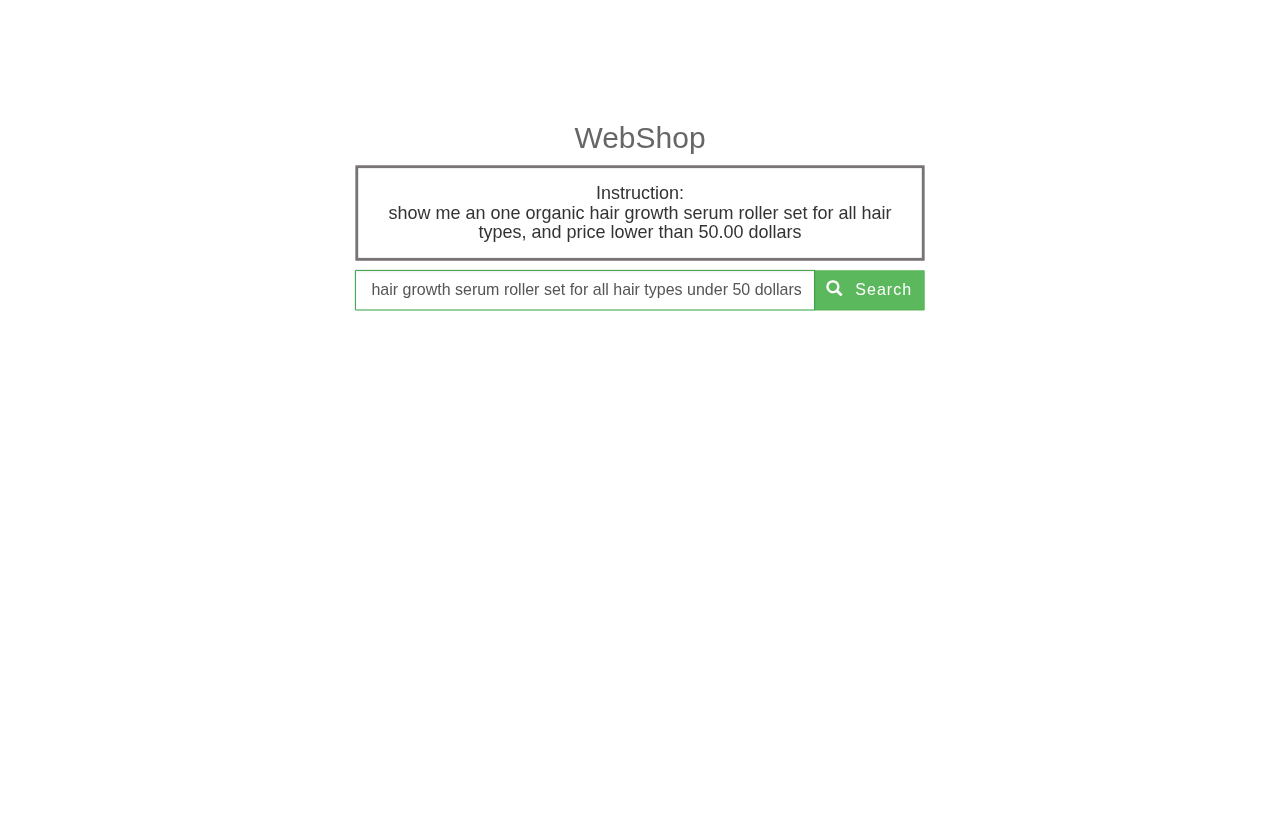 WebShop
Instruction:
show me an one organic hair growth serum roller set for all hair
types, and price lower than 50.00 dollars
hair growth serum roller set for all hair types under 50 dollars
Search